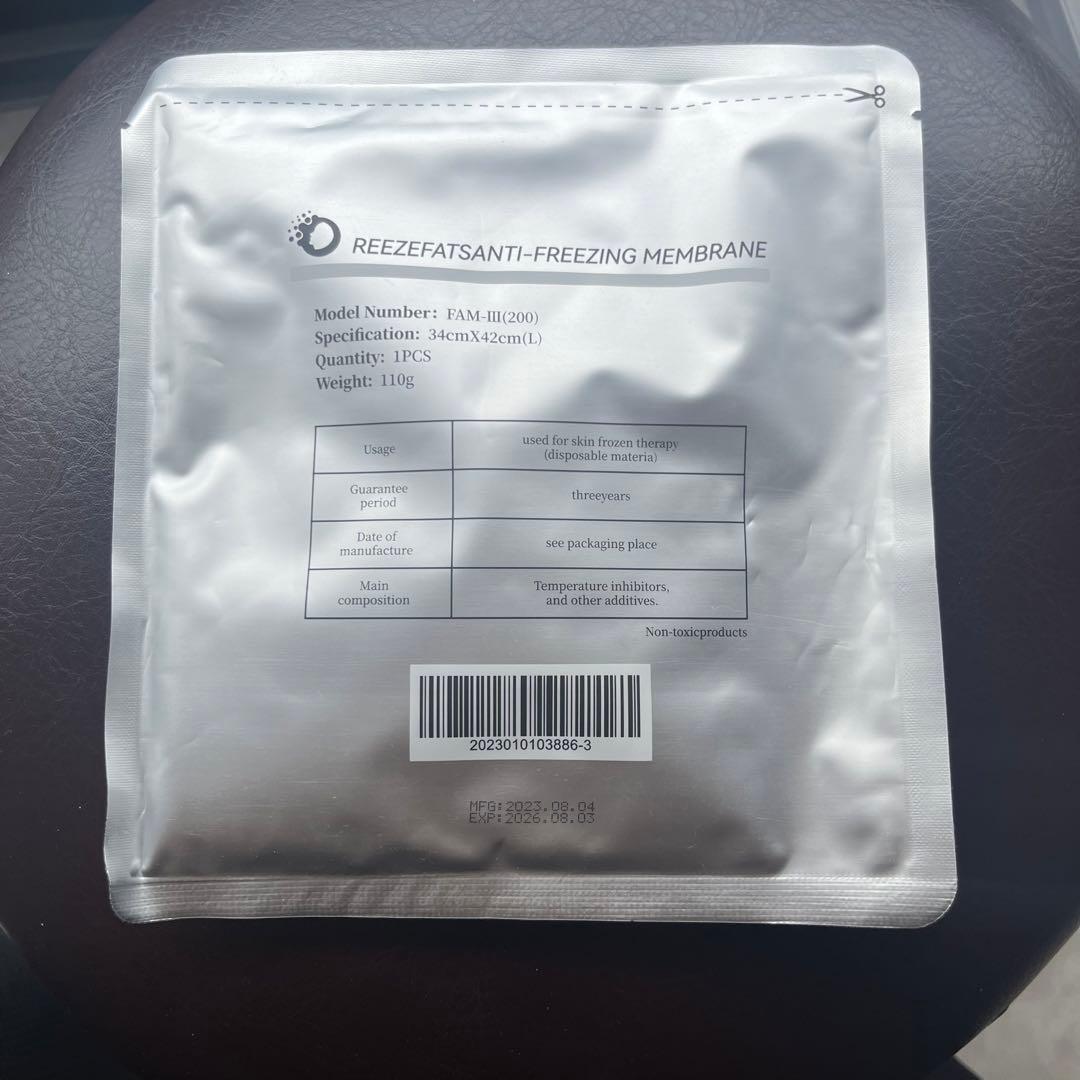 REEZEFATSANTI-FREEZING MEMBRANE
Model Number: FAM-III(200)
Specification: 34cmX42cm(L)
Quantity: 1PCS
Weight: 110g
Usage
used for skin frozen therapy
(disposable materia)
Guarantee
period
threeyears
Date of
manufacture
see packaging place
Main
composition
Temperature inhibitors,
and other additives.
Non-toxicproducts
2023010103886-3
MFG:2023.08.04
EXP:2026.08.03